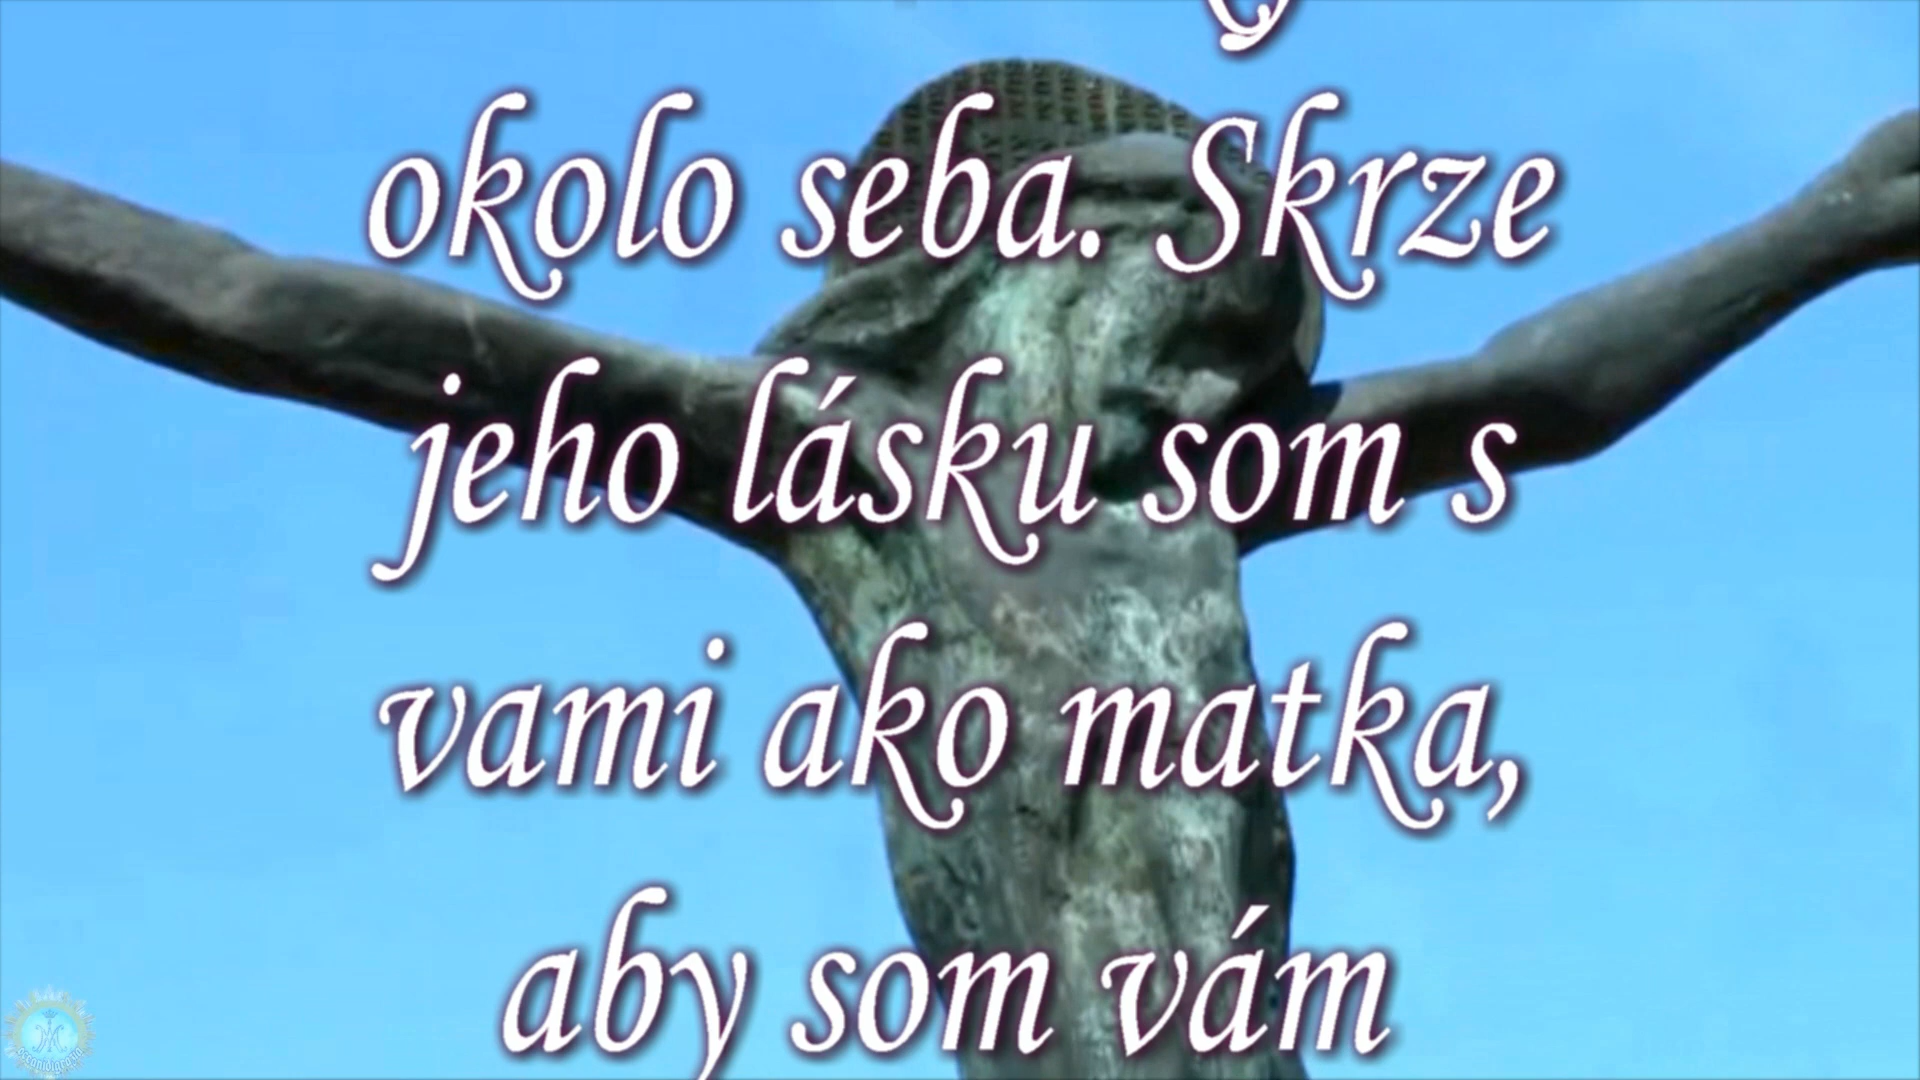 okolo seba. Skrze
jeho lásku som s
vami ako matka,
aby som vám